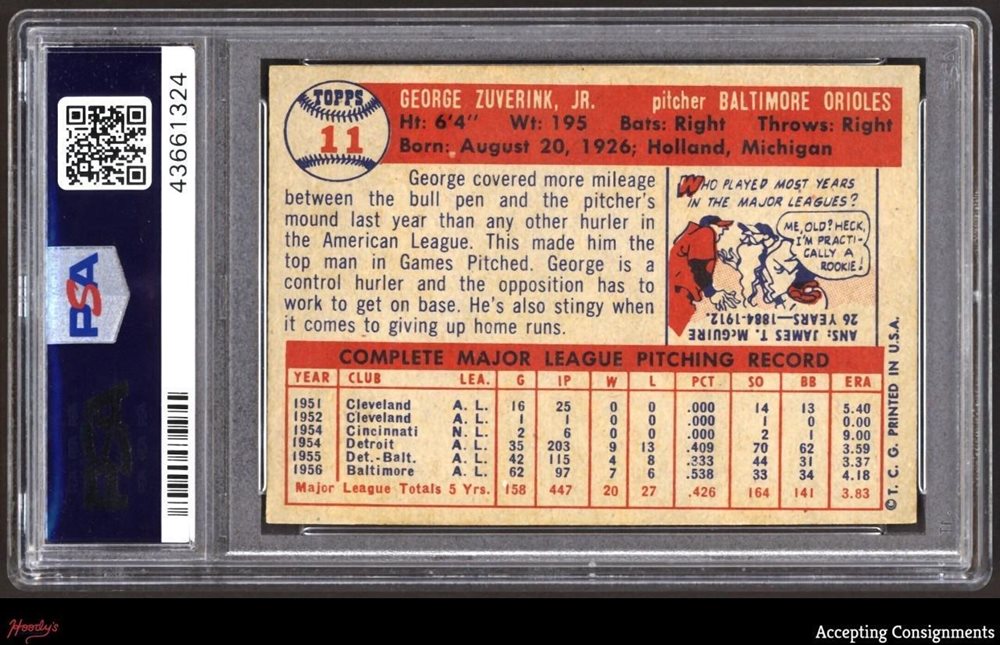 43661324
PSA
TOPPS
11
GEORGE ZUVERINK, JR. pitcher BALTIMORE ORIOLES
Ht: 6'4" Wt: 195 Bats: Right Throws: Right
Born: August 20, 1926; Holland, Michigan
George covered more mileage
between the bull pen and the pitcher's
mound last year than any other hurler in
the American League. This made him the
top man in Games Pitched. George is a
control hurler and the opposition has to
work to get on base. He's also stingy when
it comes to giving up home runs.
WHO PLAYED MOST YEARS
IN THE MAJOR LEAGUES?
ME, OLD? HECK,
I'M PRACTI-
CALLY A
ROOKIE!
ANS: JAMES T. McGUIRE
26 YEARS—1884-1912.
COMPLETE MAJOR LEAGUE PITCHING RECORD
YEAR CLUB LEA. G IP W L PCT SO BB ERA
1951 Cleveland A. L. 16 25 0 0 .000 14 13 5.40
1952 Cleveland A. L. 1 1 0 0 .000 1 0 0.00
1954 Cincinnati N. L. 2 6 0 0 .000 2 1 9.00
1954 Detroit A. L. 35 203 9 13 .409 70 62 3.59
1955 Det.-Balt. A. L. 42 115 4 8 .333 44 31 3.37
1956 Baltimore A. L. 62 97 7 6 .538 33 34 4.18
Major League Totals 5 Yrs. 158 447 20 27 .426 164 141 3.83
© T. C. G. PRINTED IN U.S.A.
PSA
Hoody's
Accepting Consignments